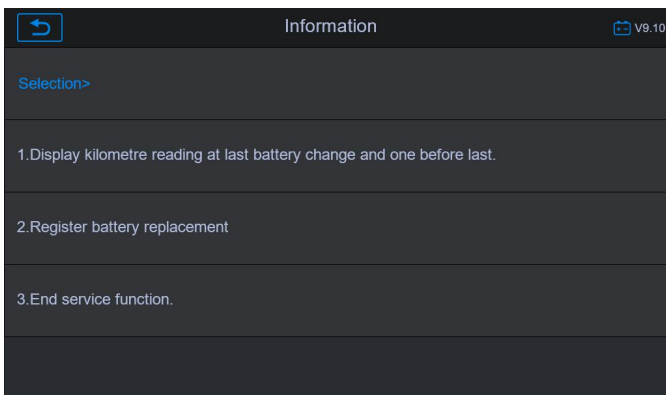 Information
V9.10
Selection>
1.Display kilometre reading at last battery change and one before last.
2.Register battery replacement
3.End service function.